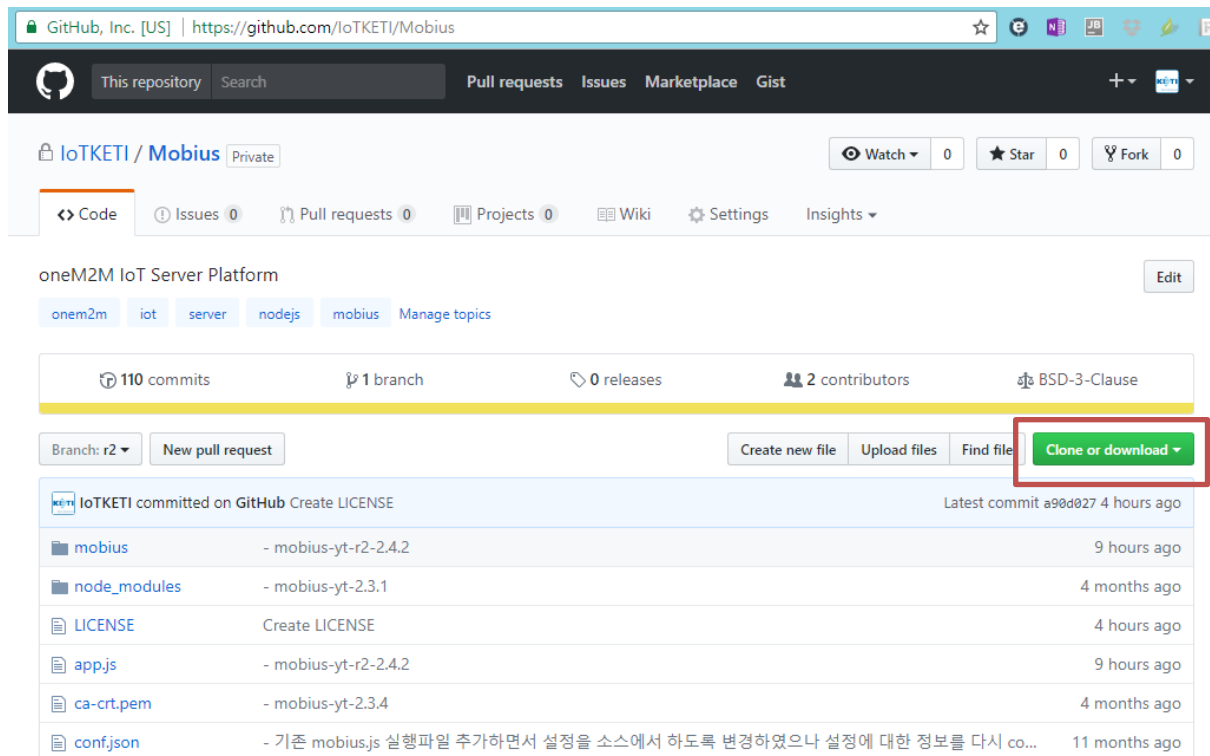 GitHub, Inc. [US] | https://github.com/IoTKETI/Mobius
This repository Search Pull requests Issues Marketplace Gist
IoTKETI / Mobius Private Watch 0 Star 0 Fork 0
Code Issues 0 Pull requests 0 Projects 0 Wiki Settings Insights
oneM2M IoT Server Platform Edit
onem2m iot server nodejs mobius Manage topics
110 commits 1 branch 0 releases 2 contributors BSD-3-Clause
Branch: r2 New pull request Create new file Upload files Find file Clone or download
IoTKETI committed on GitHub Create LICENSE Latest commit a90d027 4 hours ago
mobius - mobius-yt-r2-2.4.2 9 hours ago
node_modules - mobius-yt-2.3.1 4 months ago
LICENSE Create LICENSE 4 hours ago
app.js - mobius-yt-r2-2.4.2 9 hours ago
ca-crt.pem - mobius-yt-2.3.4 4 months ago
conf.json - 기존 mobius.js 실행파일 추가하면서 설정을 소스에서 하도록 변경하였으나 설정에 대한 정보를 다시 co... 11 months ago